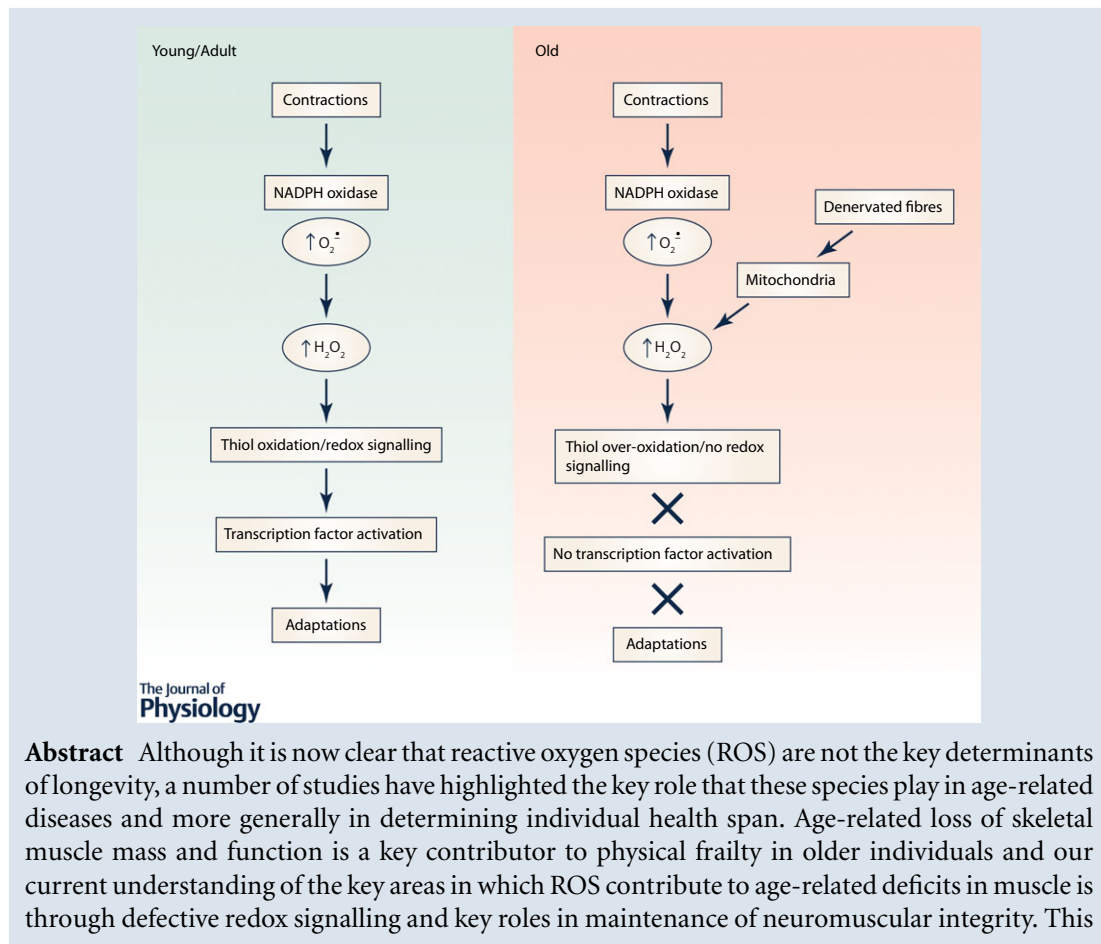 Young/Adult
Contractions
NADPH oxidase
↑O₂•̲
↑H₂O₂
Thiol oxidation/redox signalling
Transcription factor activation
Adaptations
Old
Contractions
NADPH oxidase
↑O₂•̲
Denervated fibres
Mitochondria
↑H₂O₂
Thiol over-oxidation/no redox
signalling
No transcription factor activation
Adaptations
The Journal of
Physiology
Abstract Although it is now clear that reactive oxygen species (ROS) are not the key determinants
of longevity, a number of studies have highlighted the key role that these species play in age-related
diseases and more generally in determining individual health span. Age-related loss of skeletal
muscle mass and function is a key contributor to physical frailty in older individuals and our
current understanding of the key areas in which ROS contribute to age-related deficits in muscle is
through defective redox signalling and key roles in maintenance of neuromuscular integrity. This